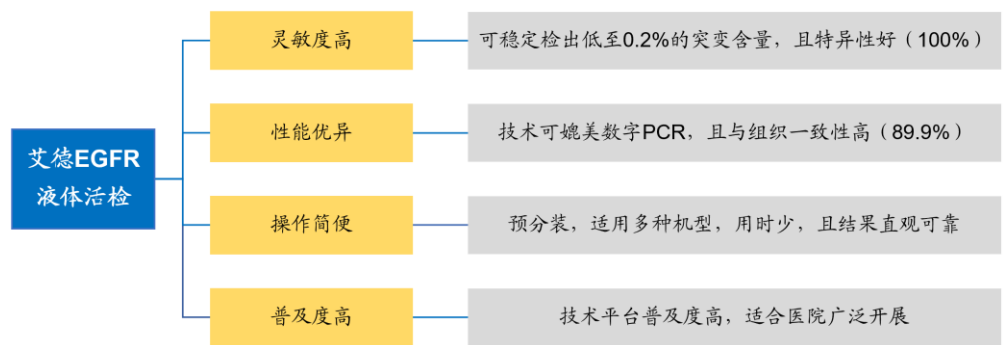 艾德EGFR
液体活检
灵敏度高
可稳定检出低至0.2%的突变含量，且特异性好（100%）
性能优异
技术可媲美数字PCR，且与组织一致性高（89.9%）
操作简便
预分装，适用多种机型，用时少，且结果直观可靠
普及度高
技术平台普及度高，适合医院广泛开展